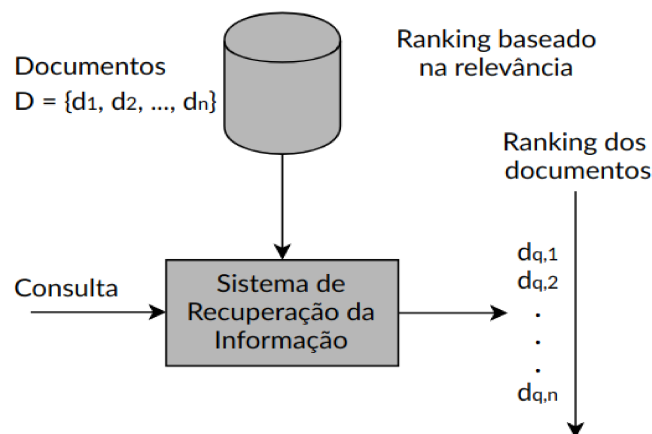 Documentos
D = {d1, d2, ..., dn}
Ranking baseado
na relevância
Ranking dos
documentos
Consulta
Sistema de
Recuperação da
Informação
dq,1
dq,2
.
.
.
dq,n